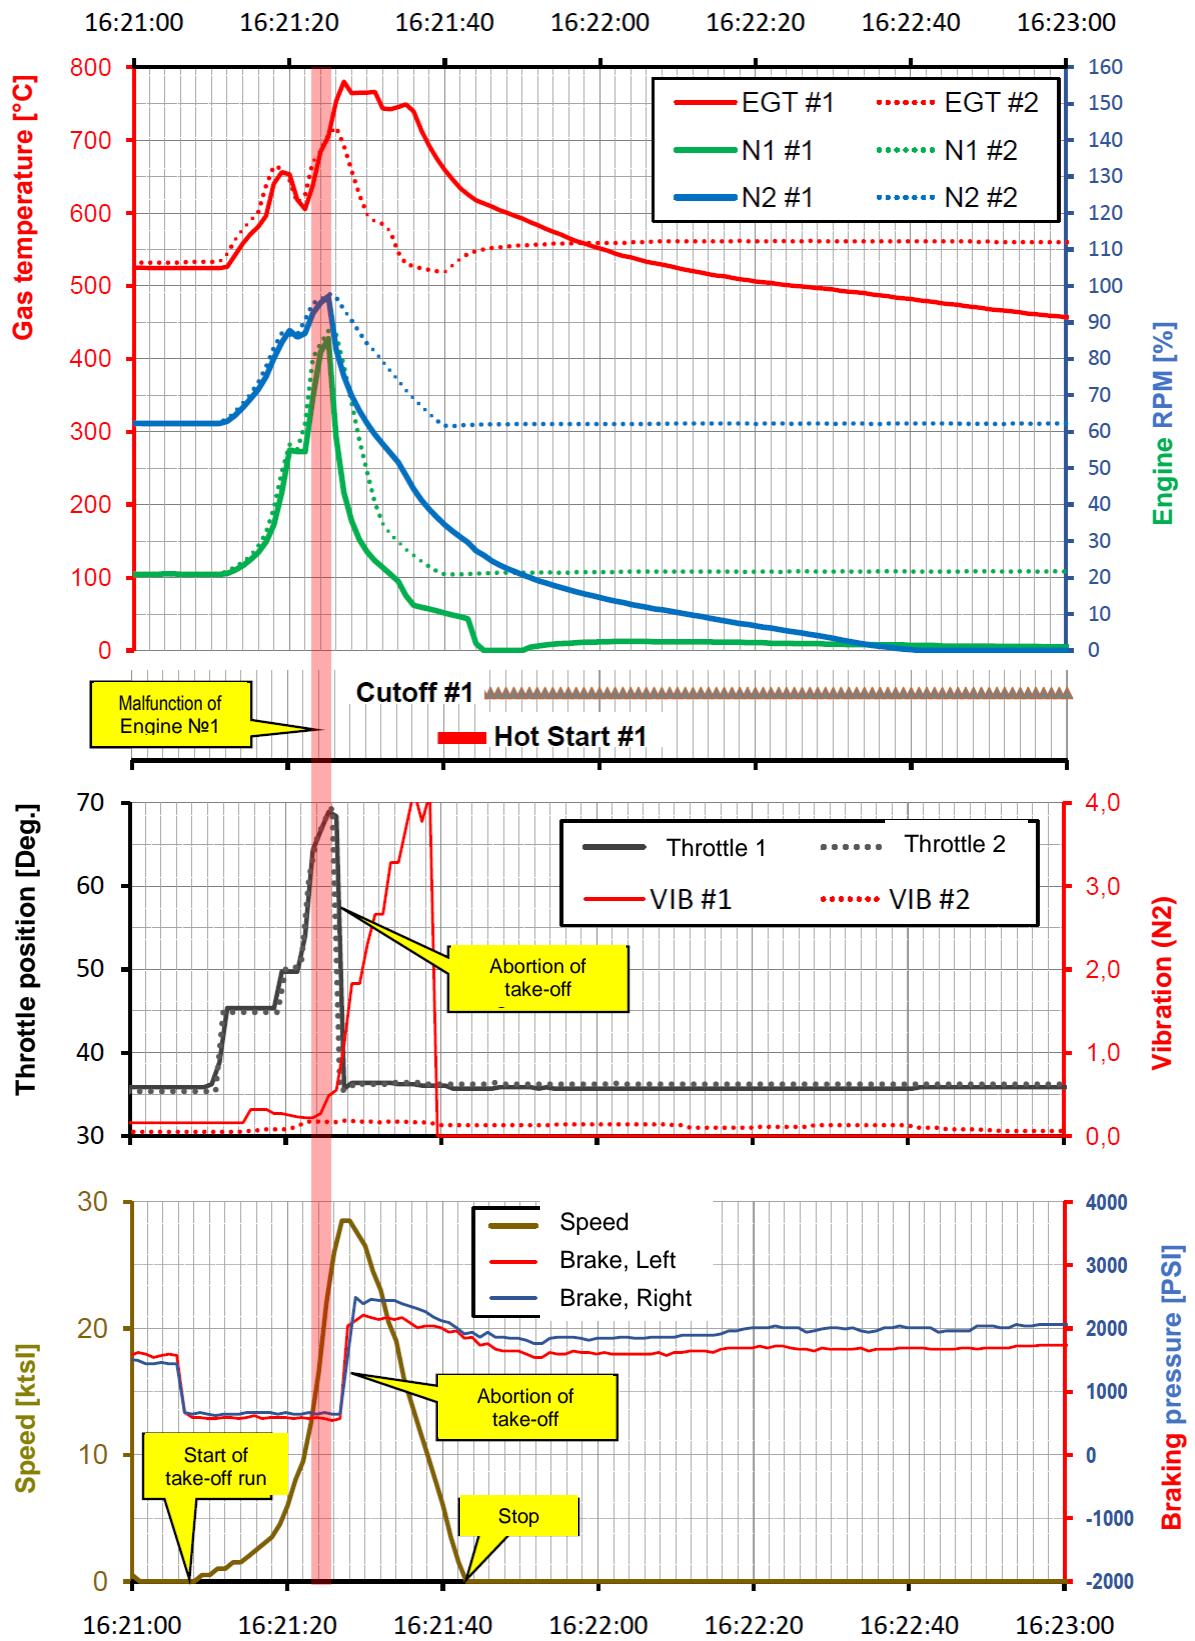 16:21:00 16:21:20 16:21:40 16:22:00 16:22:20 16:22:40 16:23:00
Gas temperature [°C]
800
700
600
500
400
300
200
100
0
EGT #1 EGT #2
N1 #1 N1 #2
N2 #1 N2 #2
160
150
140
130
120
110
100
90
80
70
60
50
40
30
20
10
0
Engine RPM [%]
Malfunction of
Engine №1
Cutoff #1
Hot Start #1
Throttle position [Deg.]
70
60
50
40
30
Throttle 1 Throttle 2
VIB #1 VIB #2
Abortion of
take-off
4,0
3,0
2,0
1,0
0,0
Vibration (N2)
Speed [ktsl]
30
20
10
0
Speed
Brake, Left
Brake, Right
Start of
take-off run
Abortion of
take-off
Stop
4000
3000
2000
1000
0
-1000
-2000
Braking pressure [PSI]
16:21:00 16:21:20 16:21:40 16:22:00 16:22:20 16:22:40 16:23:00